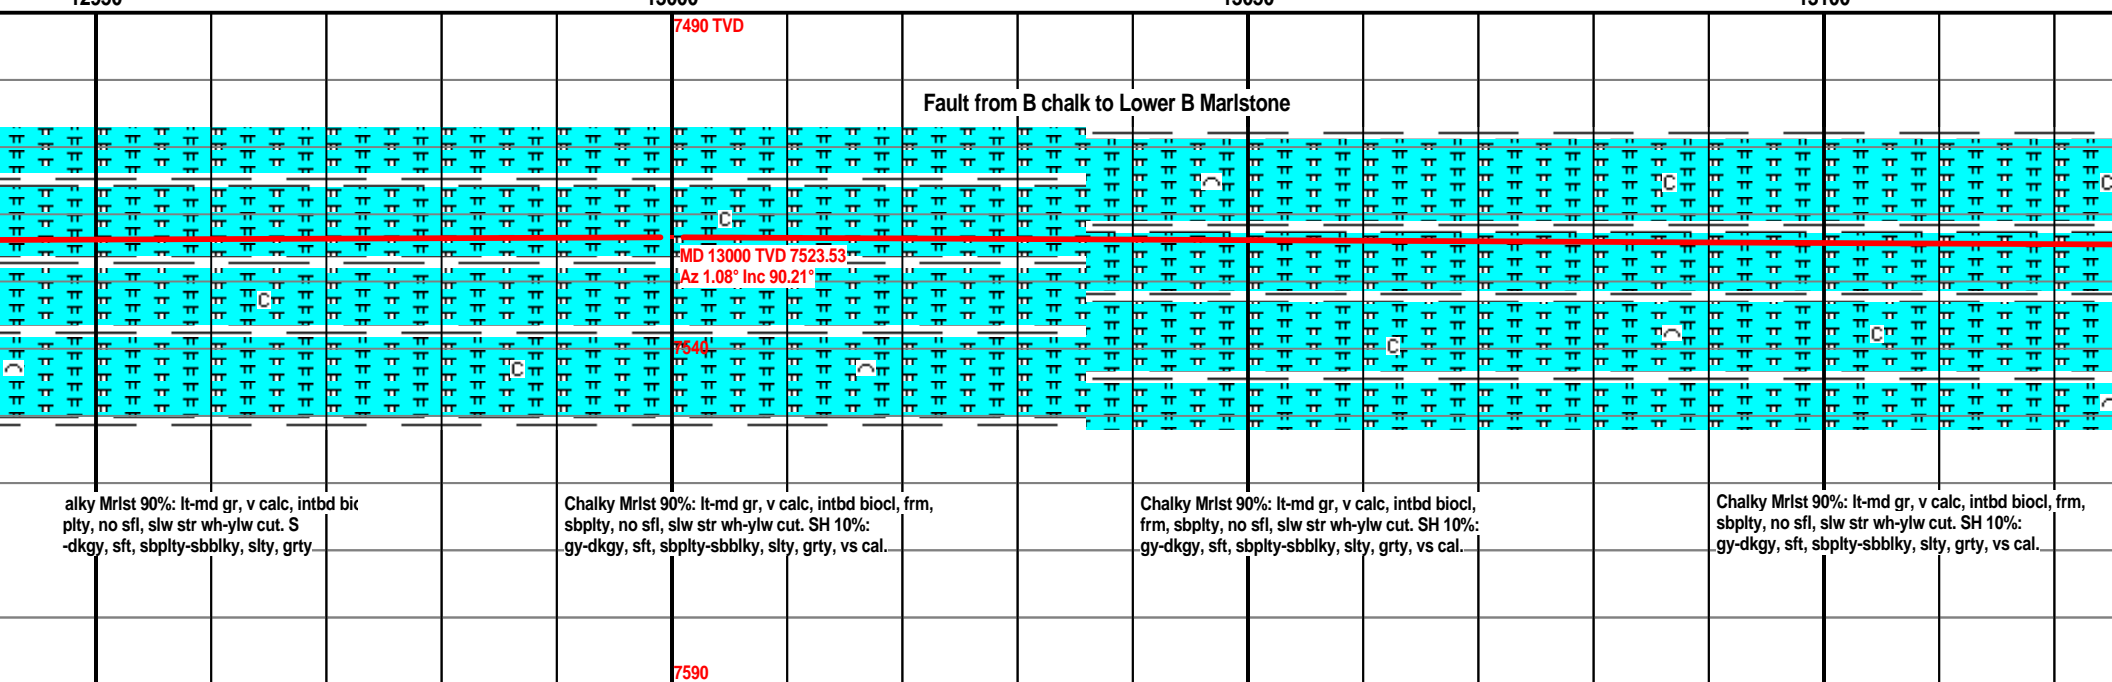 12950 13000 13050 13100
7490 TVD
Fault from B chalk to Lower B Marlstone
C C C
MD 13000 TVD 7523.53
Az 1.08° Inc 90.21°
C
C C
7540
C
alky Mrlst 90%: lt-md gr, v calc, intbd bioc
plty, no sfl, slw str wh-ylw cut. S
-dkgy, sft, sbplty-sbblky, slty, grty
Chalky Mrlst 90%: lt-md gr, v calc, intbd biocl, frm,
sbplty, no sfl, slw str wh-ylw cut. SH 10%:
gy-dkgy, sft, sbplty-sbblky, slty, grty, vs cal.
Chalky Mrlst 90%: lt-md gr, v calc, intbd biocl,
frm, sbplty, no sfl, slw str wh-ylw cut. SH 10%:
gy-dkgy, sft, sbplty-sbblky, slty, grty, vs cal.
Chalky Mrlst 90%: lt-md gr, v calc, intbd biocl, frm,
sbplty, no sfl, slw str wh-ylw cut. SH 10%:
gy-dkgy, sft, sbplty-sbblky, slty, grty, vs cal.
7590